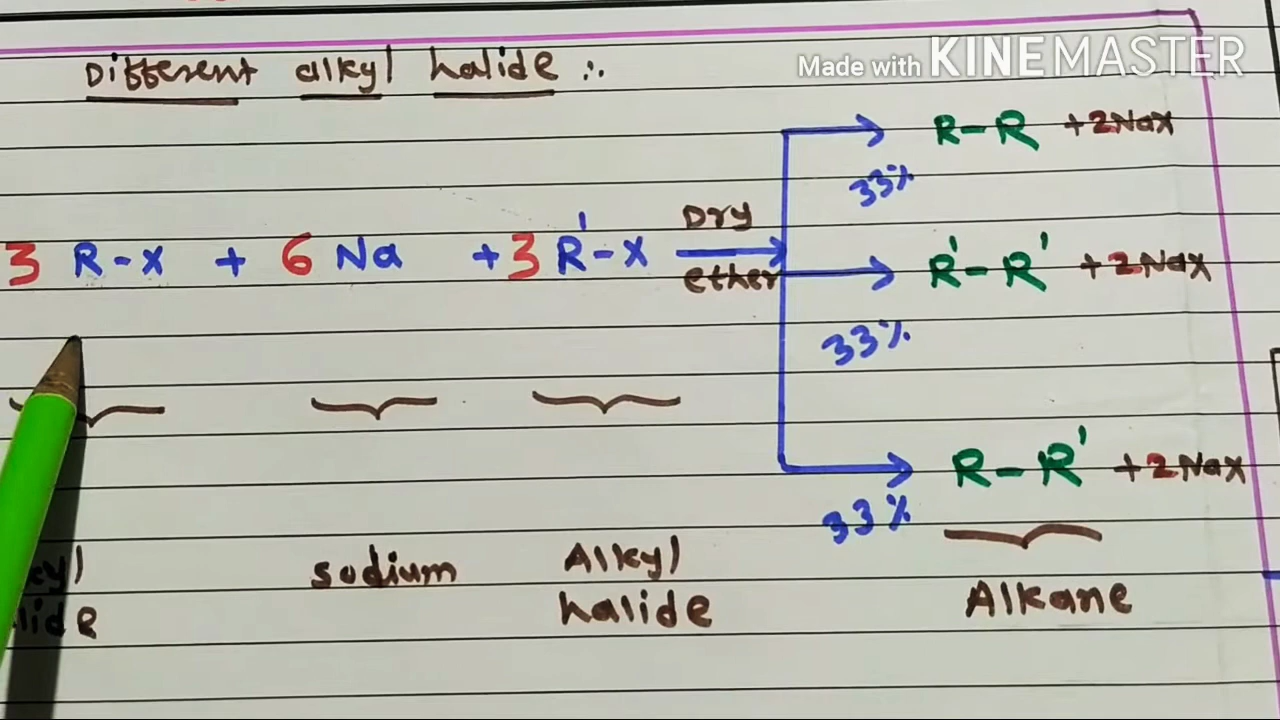 Different alkyl halide :.
Made with KINEMASTER
3 R-x + 6 Na + 3 R'-x Dry ether
33% R-R + 2Nax
33% R'-R' + 2Nax
33% R-R' + 2Nax
sodium
Alkyl halide
Alkane